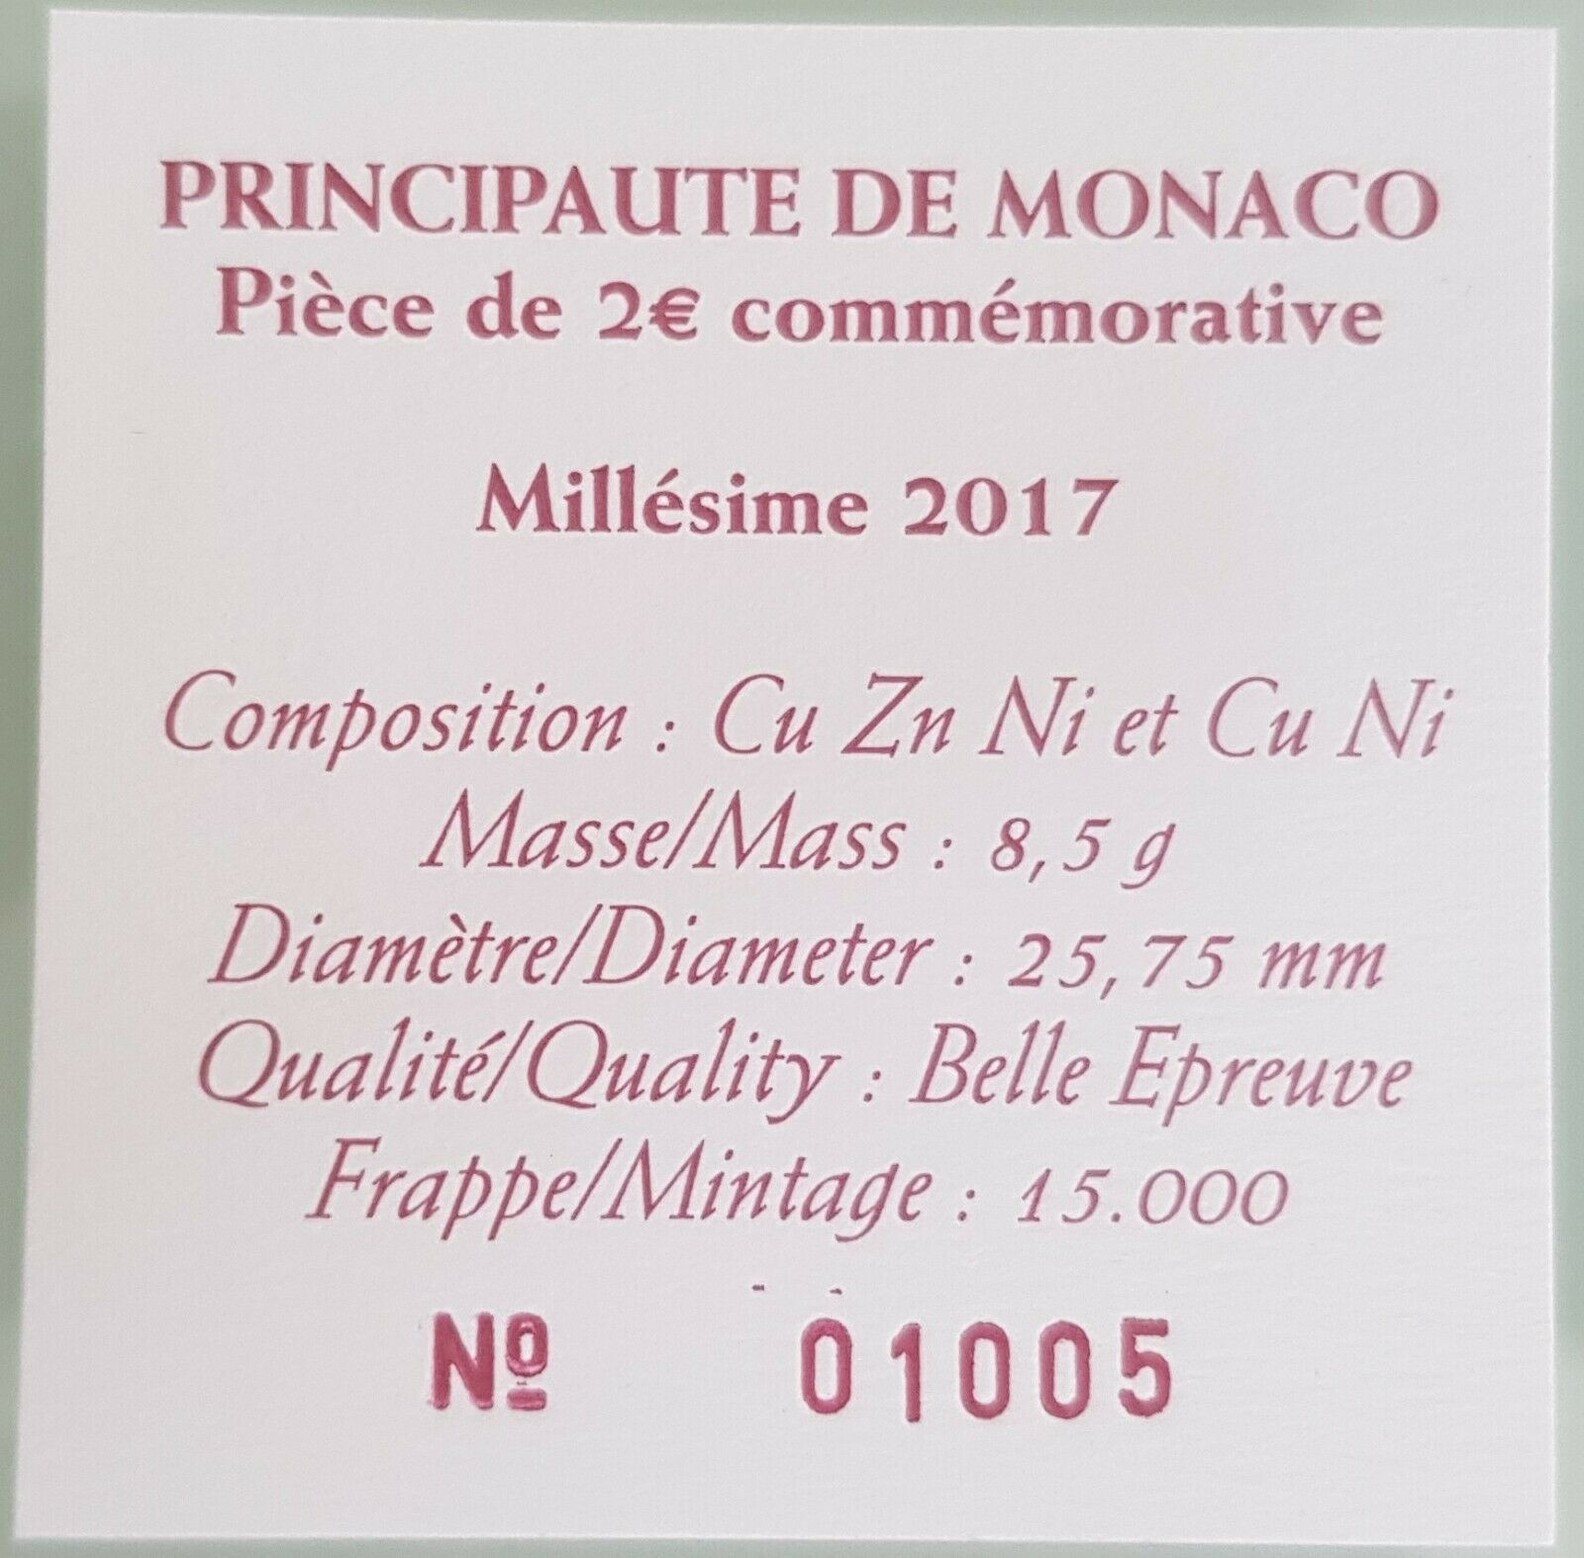 PRINCIPAUTE DE MONACO
Pièce de 2€ commémorative
Millésime 2017
Composition : Cu Zn Ni et Cu Ni
Masse/Mass : 8,5 g
Diamètre/Diameter : 25,75 mm
Qualité/Quality : Belle Epreuve
Frappe/Mintage : 15.000
Nº 01005